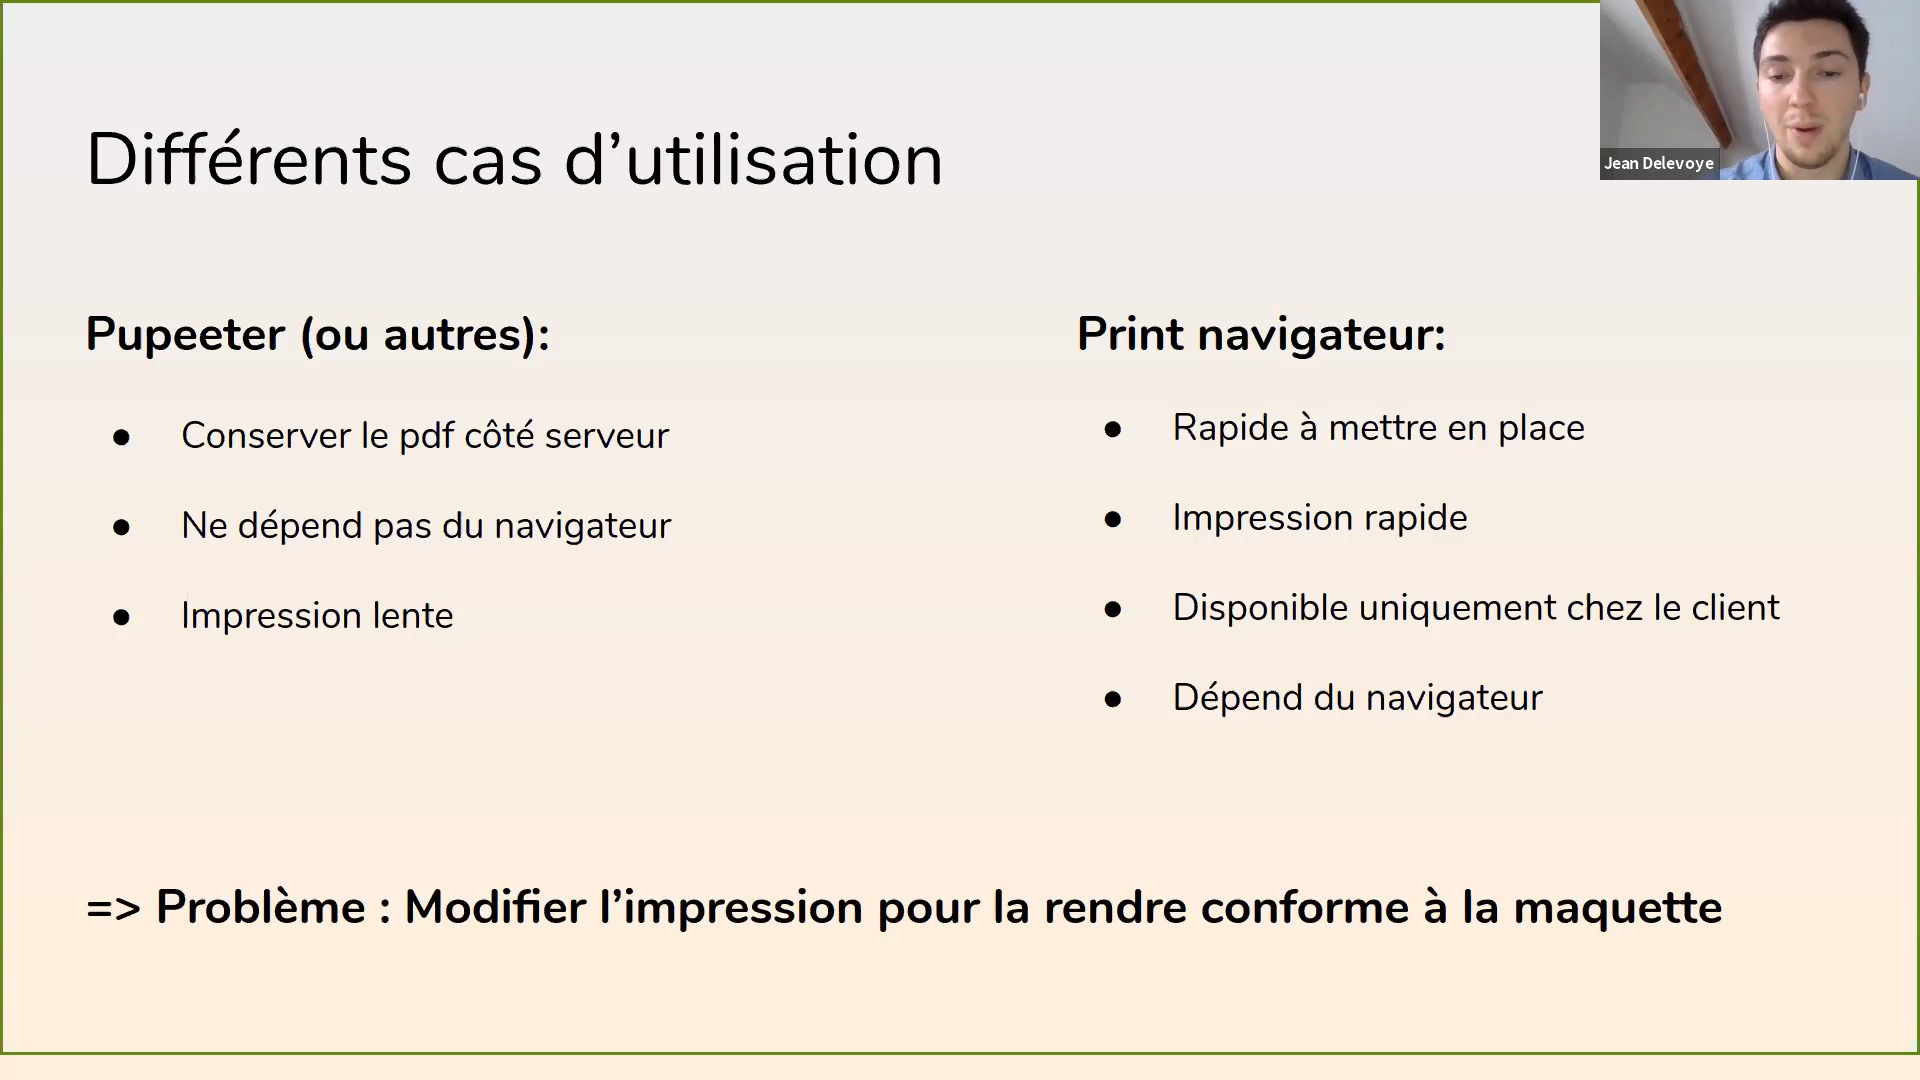 Jean Delevoye
Différents cas d’utilisation
Pupeeter (ou autres):
● Conserver le pdf côté serveur
● Ne dépend pas du navigateur
● Impression lente
Print navigateur:
● Rapide à mettre en place
● Impression rapide
● Disponible uniquement chez le client
● Dépend du navigateur
=> Problème : Modifier l’impression pour la rendre conforme à la maquette